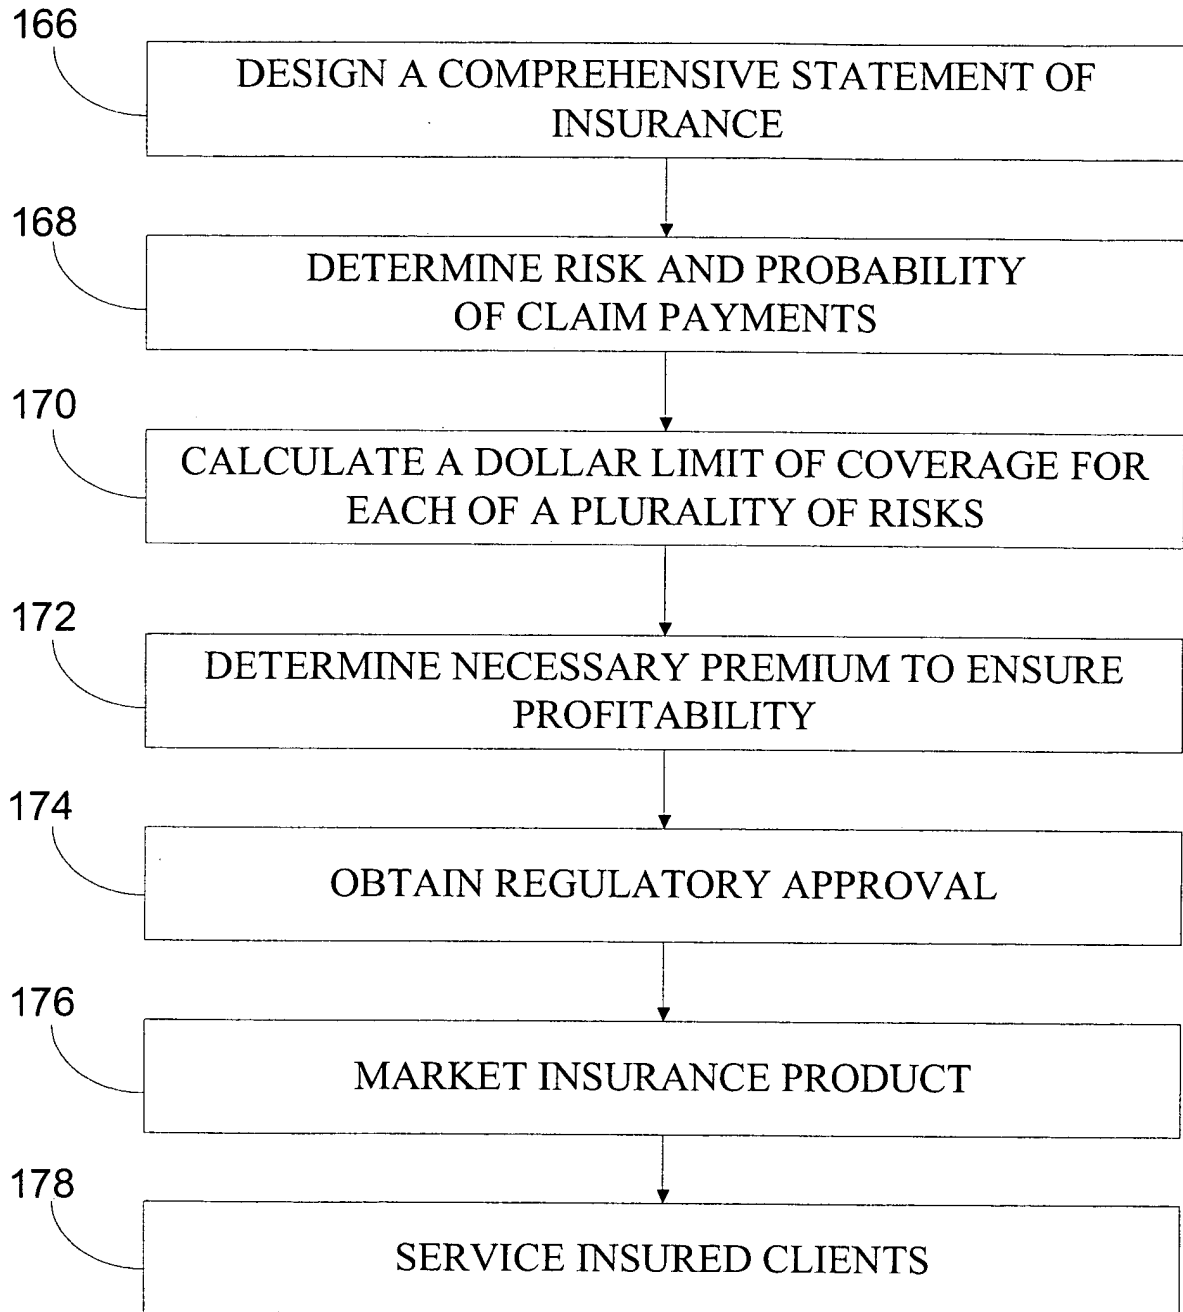 166
DESIGN A COMPREHENSIVE STATEMENT OF
INSURANCE
168
DETERMINE RISK AND PROBABILITY
OF CLAIM PAYMENTS
170
CALCULATE A DOLLAR LIMIT OF COVERAGE FOR
EACH OF A PLURALITY OF RISKS
172
DETERMINE NECESSARY PREMIUM TO ENSURE
PROFITABILITY
174
OBTAIN REGULATORY APPROVAL
176
MARKET INSURANCE PRODUCT
178
SERVICE INSURED CLIENTS